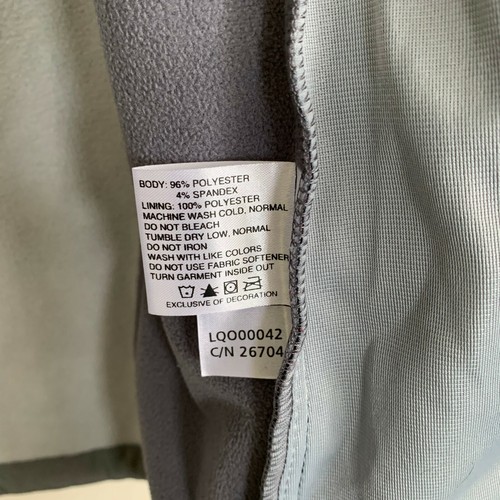 BODY: 96% POLYESTER
4% SPANDEX
LINING: 100% POLYESTER
MACHINE WASH COLD, NORMAL
DO NOT BLEACH
TUMBLE DRY LOW, NORMAL
DO NOT IRON
WASH WITH LIKE COLORS
DO NOT USE FABRIC SOFTENER
TURN GARMENT INSIDE OUT
EXCLUSIVE OF DECORATION
LQO00042
C/N 26704